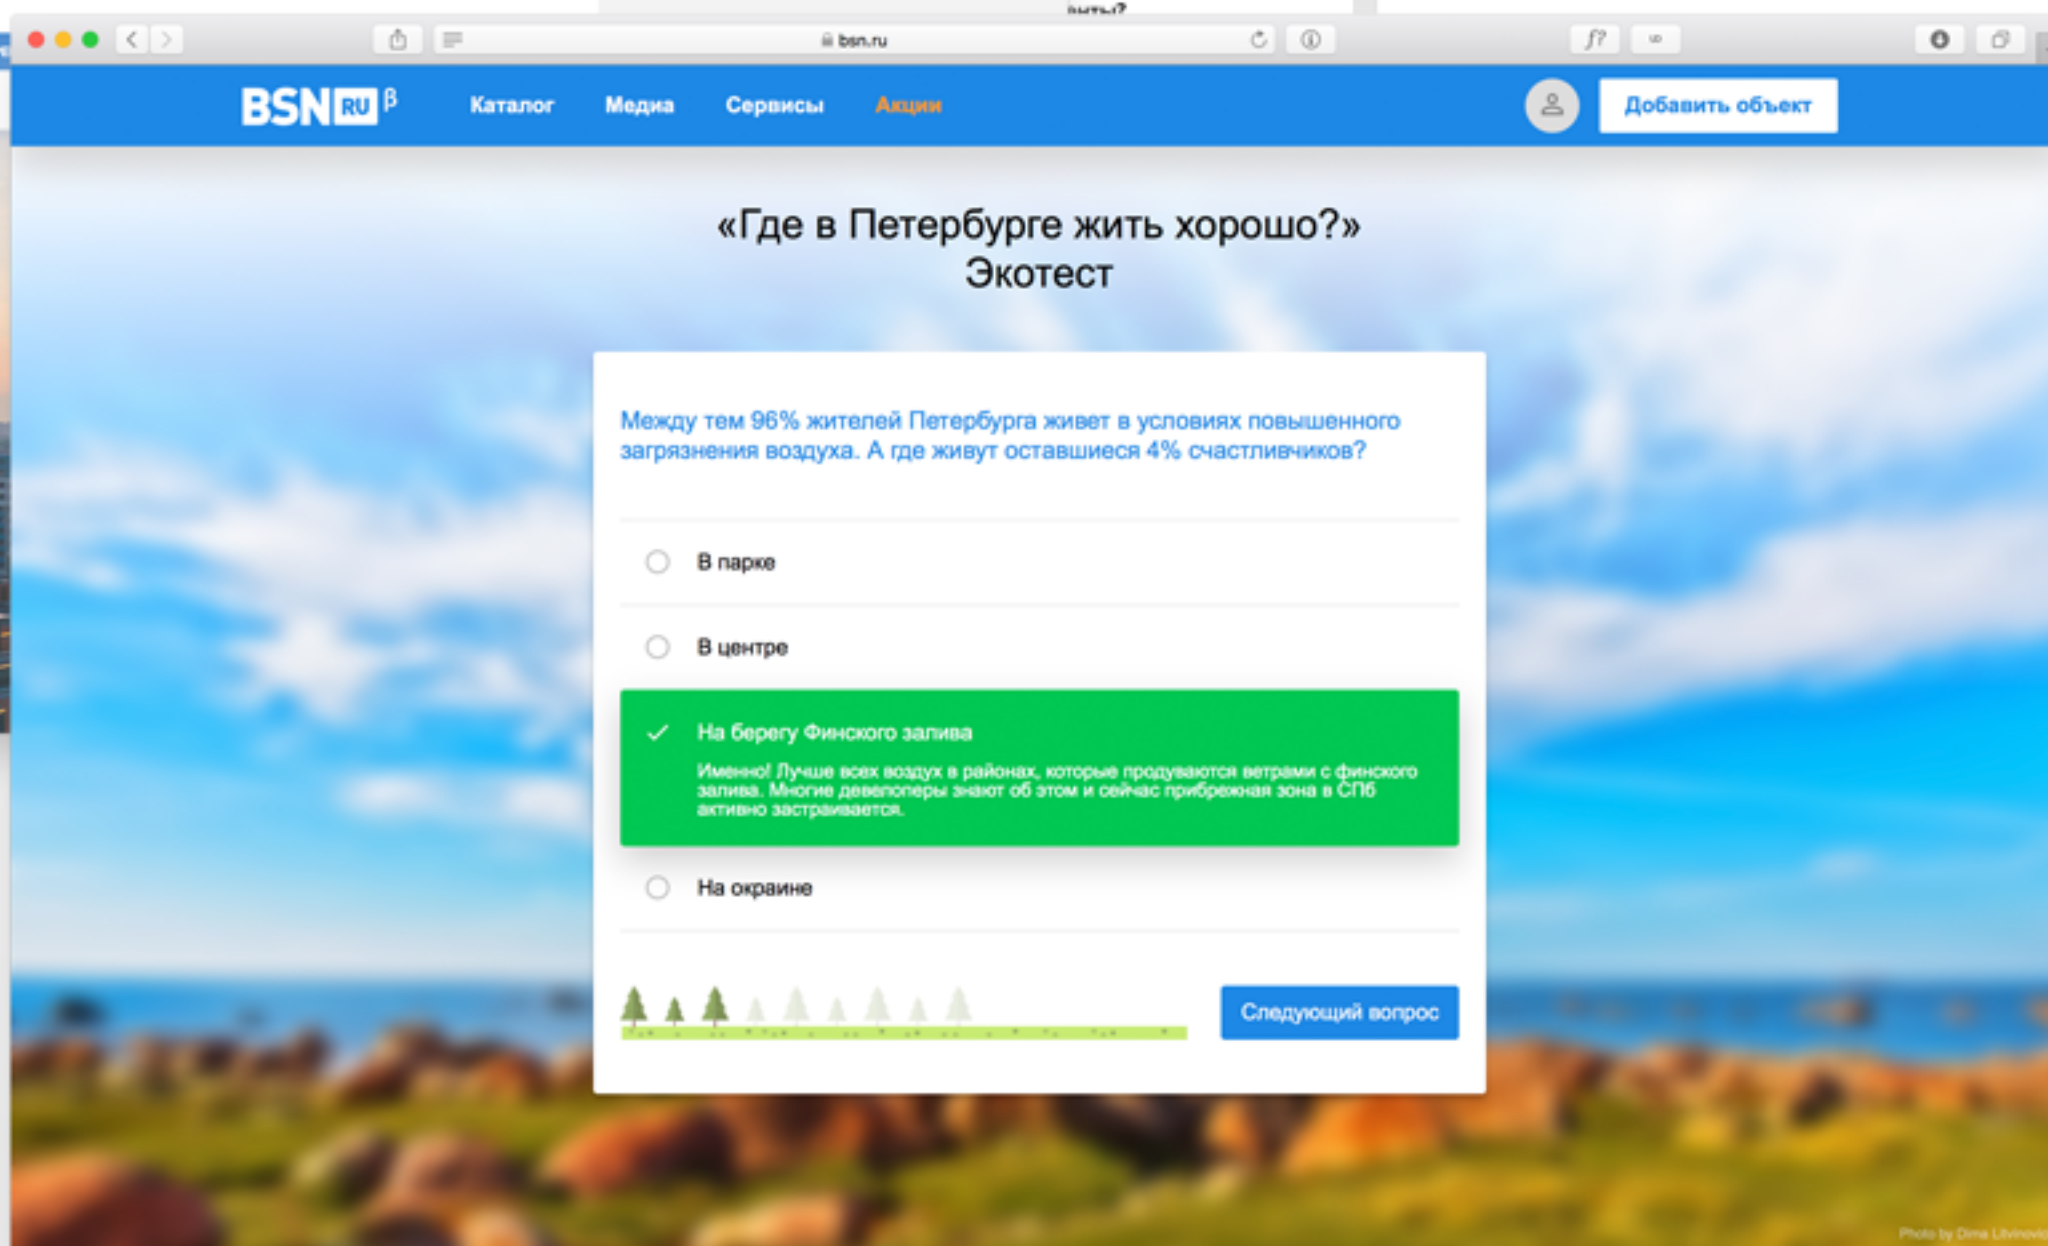 bsn.ru
f?
BSN RU β
Каталог
Медиа
Сервисы
Акции
Добавить объект
«Где в Петербурге жить хорошо?»
Экотест
Между тем 96% жителей Петербурга живет в условиях повышенного
загрязнения воздуха. А где живут оставшиеся 4% счастливчиков?
В парке
В центре
На берегу Финского залива
Именно! Лучше всех воздух в районах, которые продуваются ветрами с финского
залива. Многие девелоперы знают об этом и сейчас прибрежная зона в СПб
активно застраивается.
На окраине
Следующий вопрос
Photo by Dima